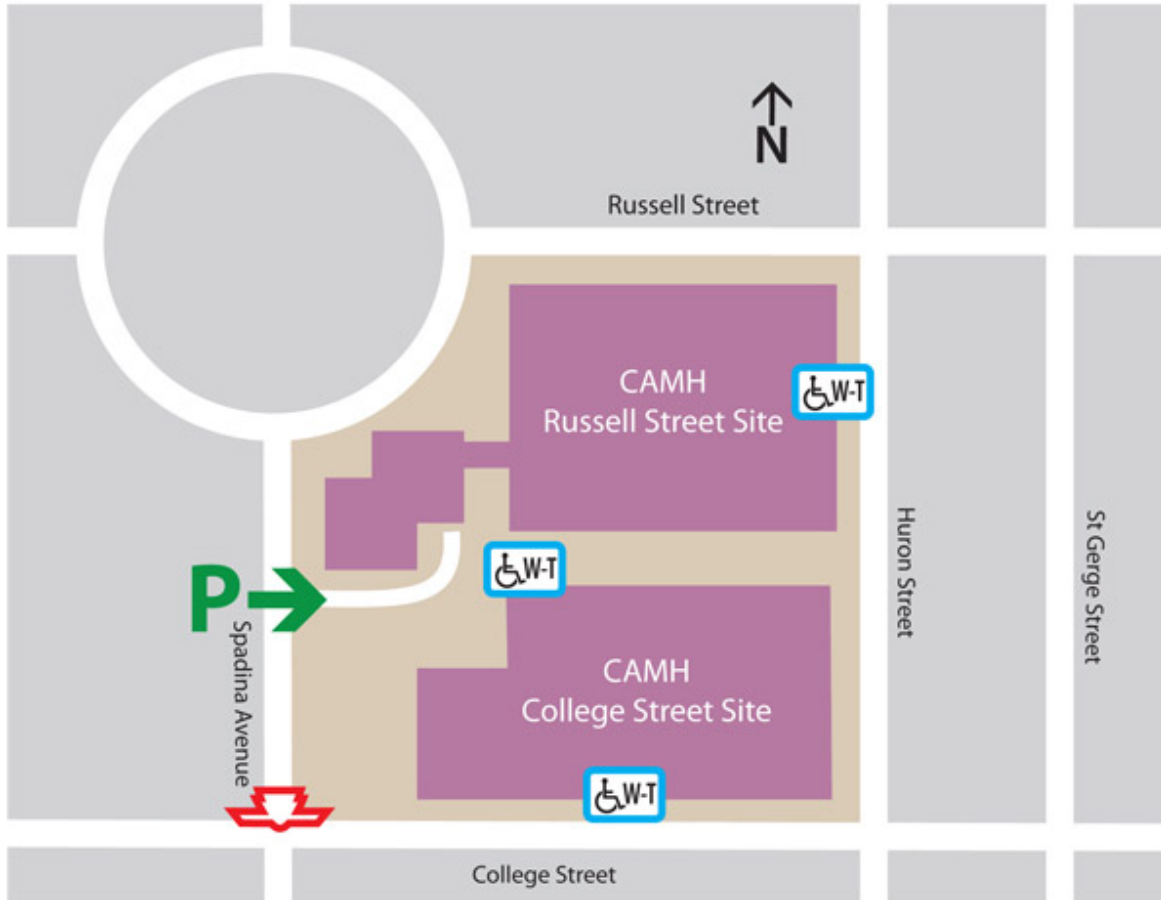 N
Russell Street
CAMH
Russell Street Site
W-T
Huron Street
St Gerge Street
W-T
P
Spadina Avenue
CAMH
College Street Site
W-T
College Street